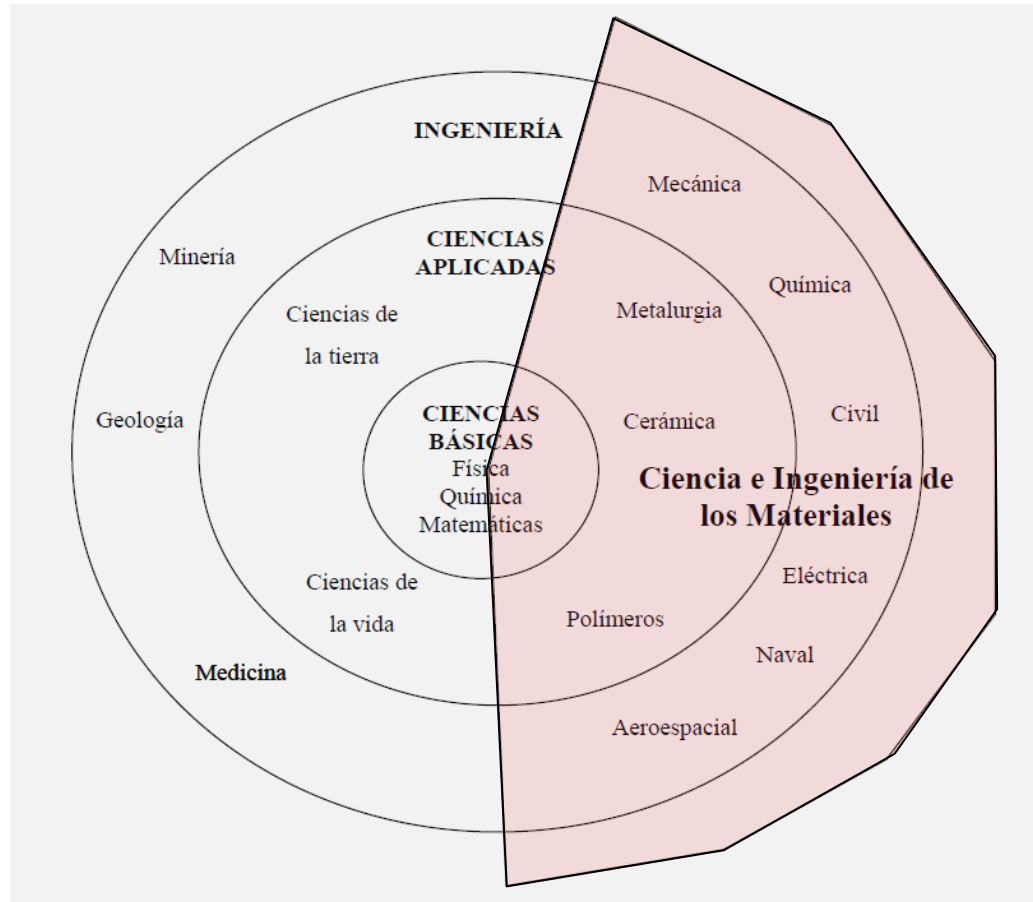 INGENIERÍA
Mecánica
Minería
CIENCIAS
APLICADAS
Química
Ciencias de
la tierra
Metalurgia
Geología
CIENCIAS
BÁSICAS
Física
Química
Matemáticas
Cerámica
Civil
Ciencia e Ingeniería de
los Materiales
Ciencias de
la vida
Eléctrica
Polímeros
Naval
Medicina
Aeroespacial